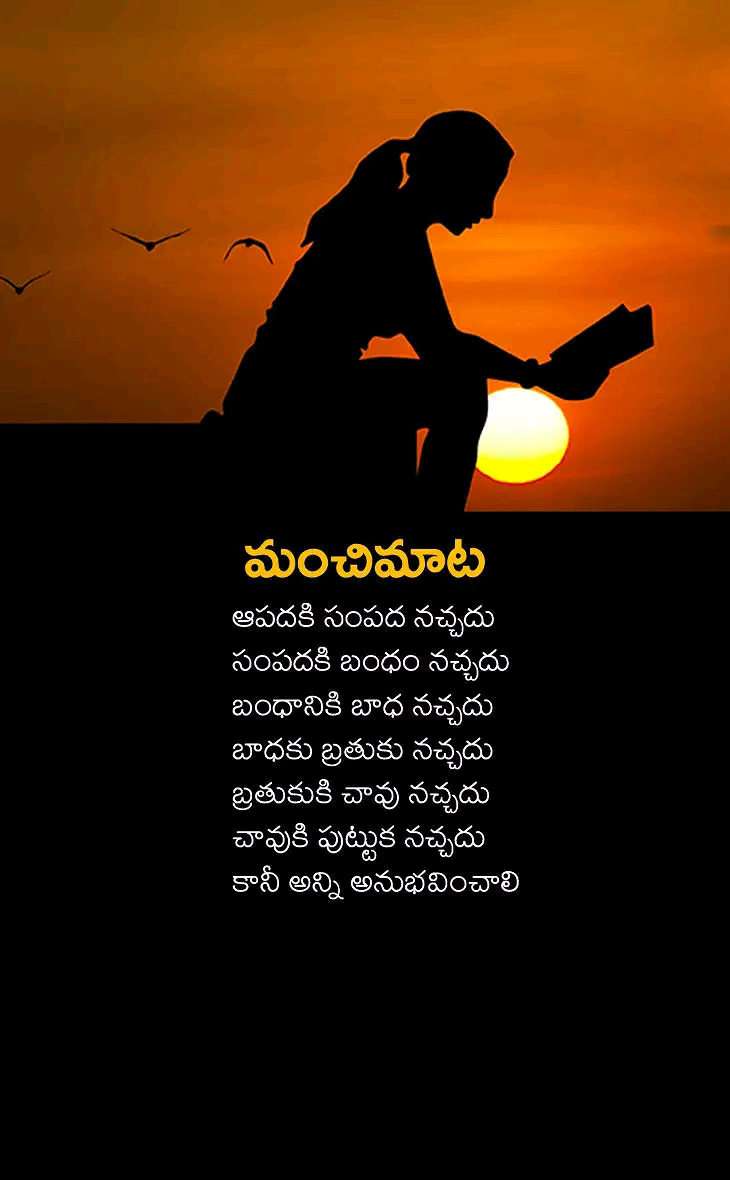 మంచిమాట
ఆపదకి సంపద నచ్చదు
సంపదకి బంధం నచ్చదు
బంధానికి బాధ నచ్చదు
బాధకు బ్రతుకు నచ్చదు
బ్రతుకుకి చావు నచ్చదు
చావుకి పుట్టుక నచ్చదు
కానీ అన్ని అనుభవించాలి